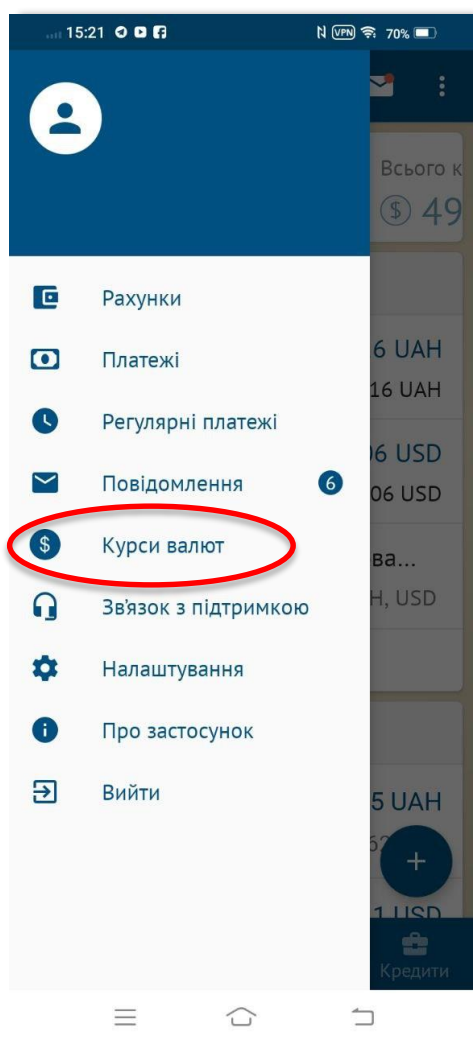 15:21
VPN 70%
Всього к
$ 49
Рахунки
6 UAH
Платежі
16 UAH
Регулярні платежі
06 USD
Повідомлення 6
06 USD
$ Курси валют
ва...
Зв'язок з підтримкою
H, USD
Налаштування
Про застосунок
Вийти
5 UAH
+
1 USD
Кредити